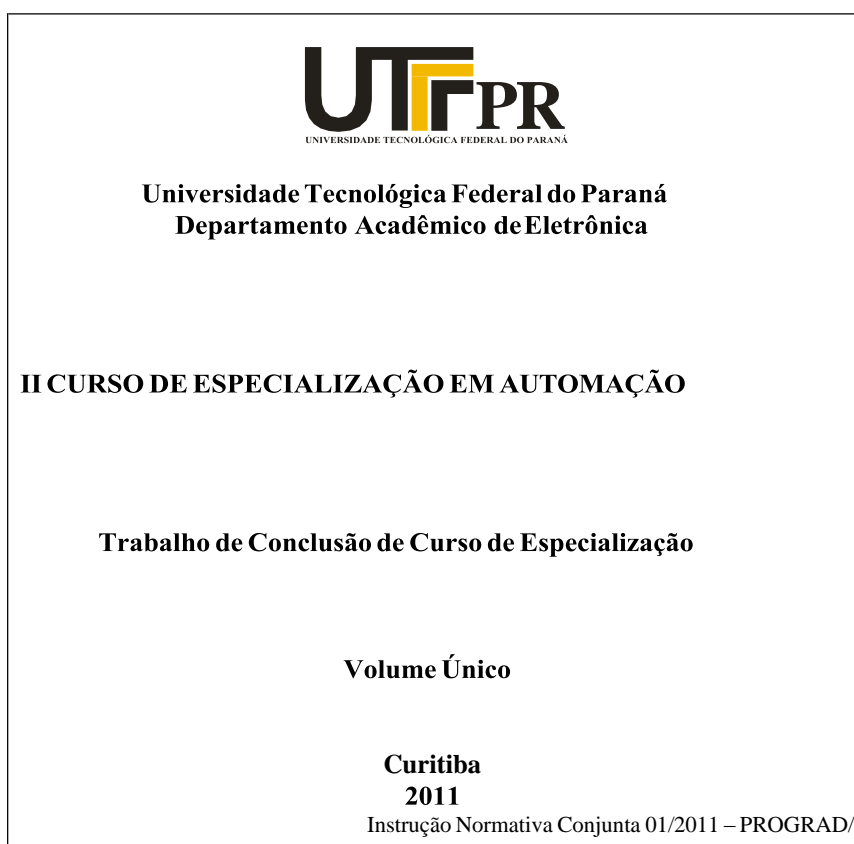 UTFPR
UNIVERSIDADE TECNOLÓGICA FEDERAL DO PARANÁ
Universidade Tecnológica Federal do Paraná
Departamento Acadêmico de Eletrônica
II CURSO DE ESPECIALIZAÇÃO EM AUTOMAÇÃO
Trabalho de Conclusão de Curso de Especialização
Volume Único
Curitiba
2011
Instrução Normativa Conjunta 01/2011 – PROGRAD/